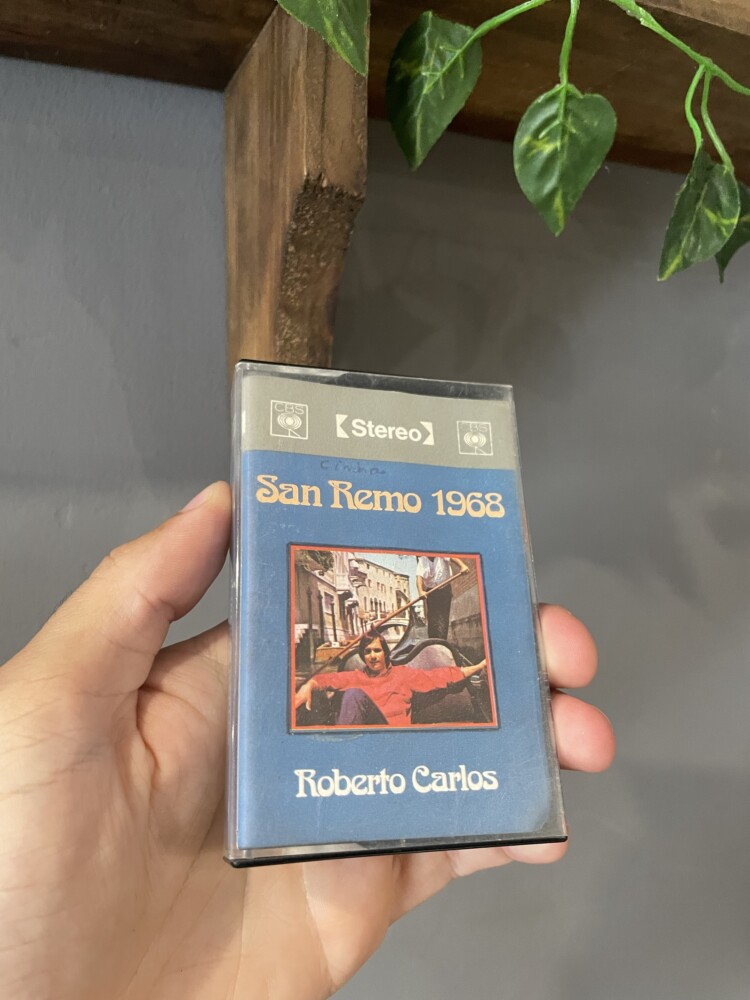 CBS
Stereo
CBS
San Remo 1968
Roberto Carlos